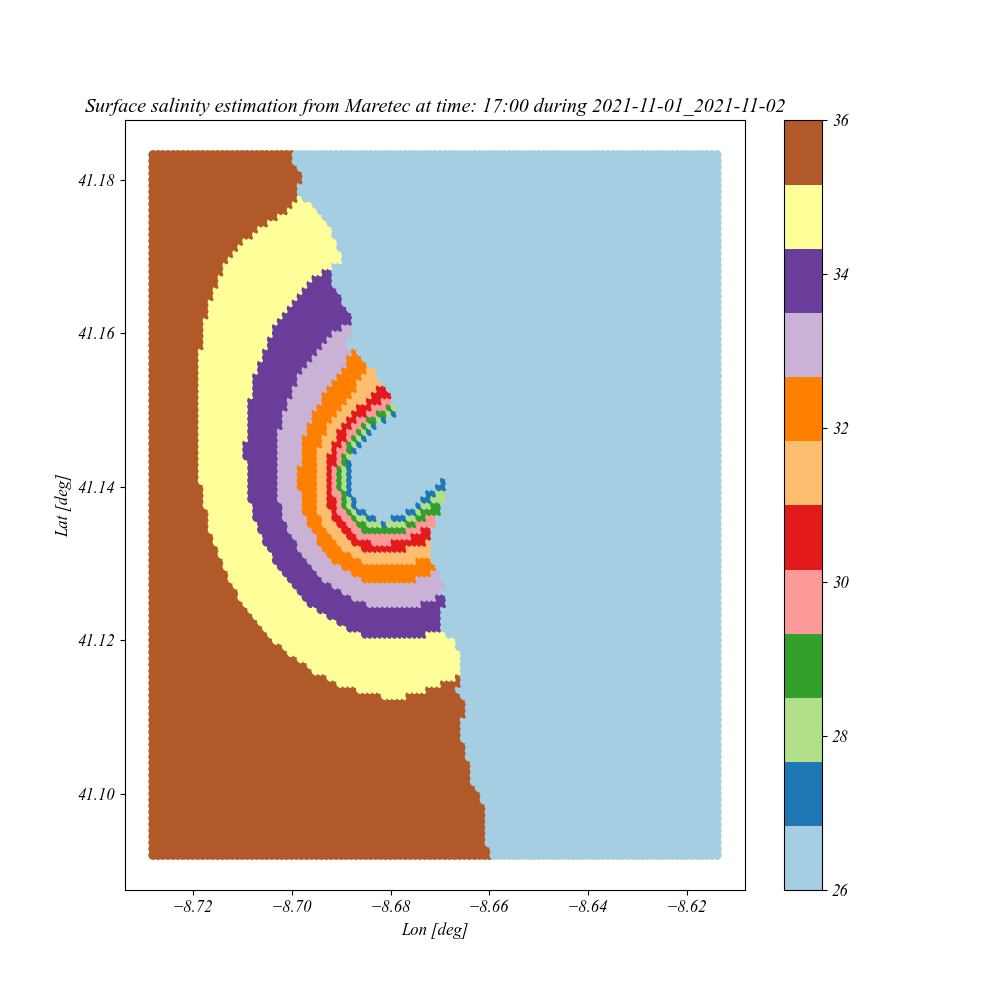 Surface salinity estimation from Maretec at time: 17:00 during 2021-11-01_2021-11-02
36
41.18
34
41.16
32
41.14
Lat [deg]
30
41.12
28
41.10
26
−8.72 −8.70 −8.68 −8.66 −8.64 −8.62
Lon [deg]